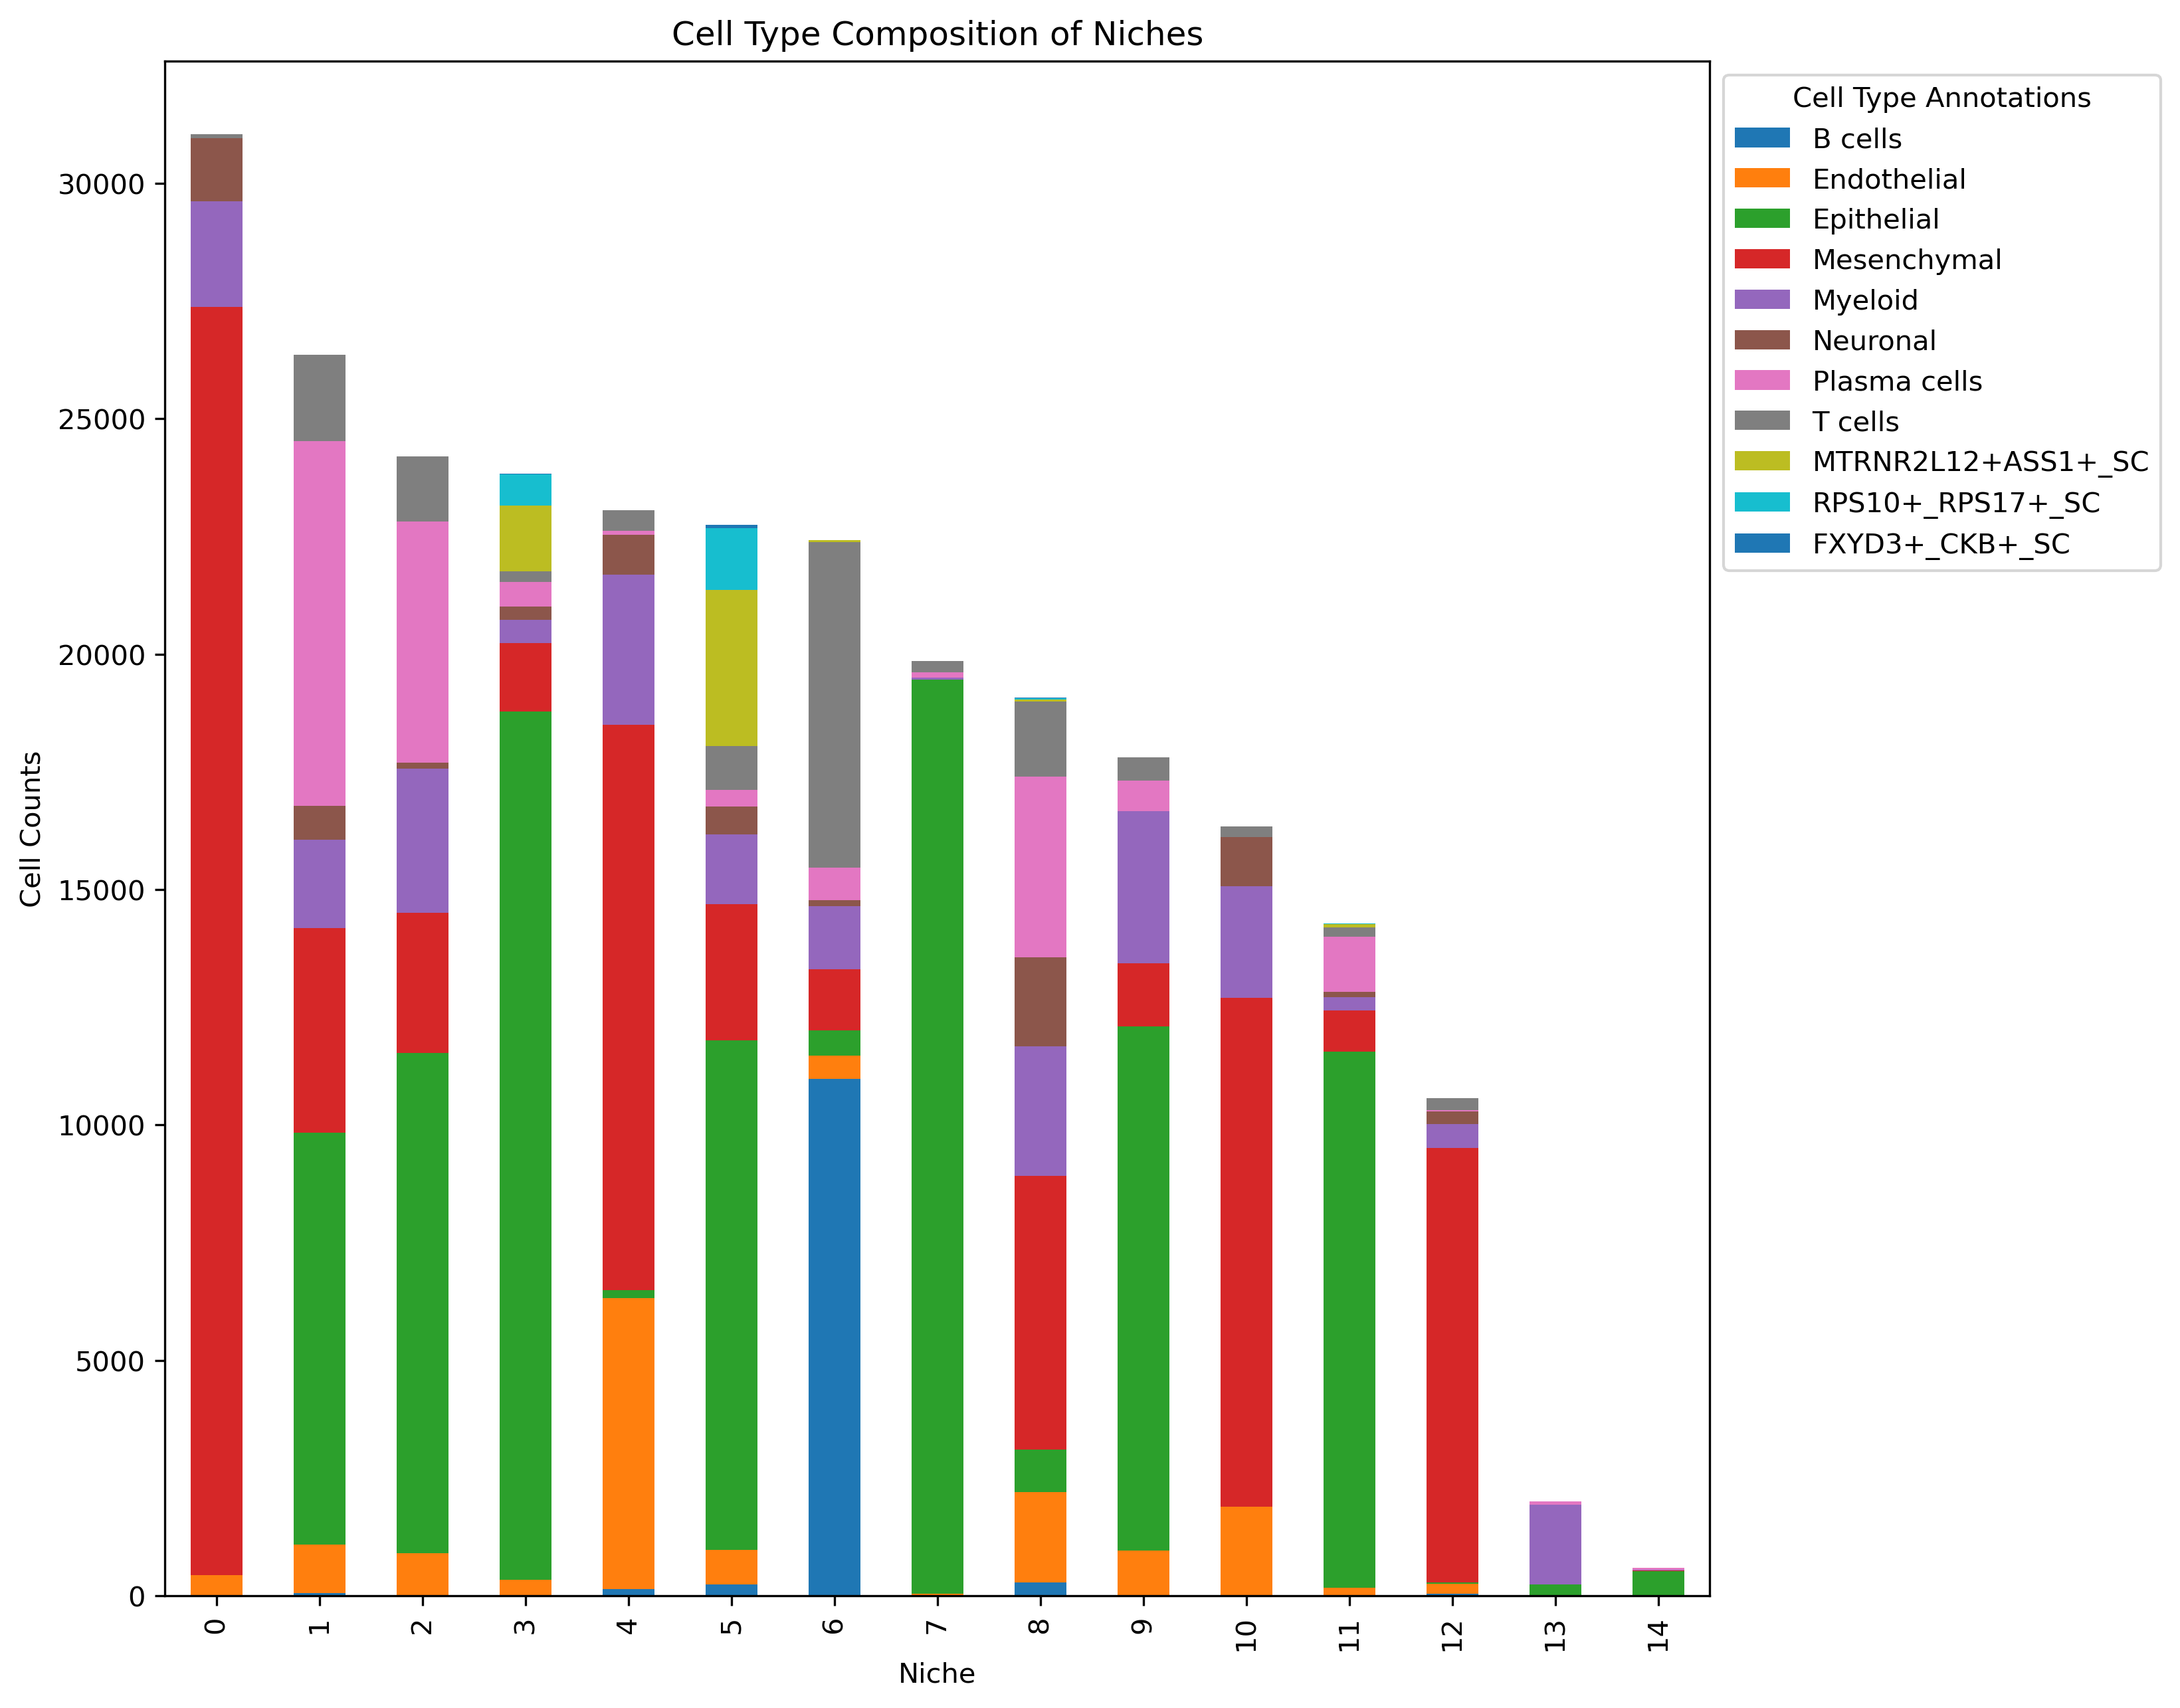 Cell Type Composition of Niches
Cell Type Annotations
B cells
Endothelial
Epithelial
Mesenchymal
Myeloid
Neuronal
Plasma cells
T cells
MTRNR2L12+ASS1+_SC
RPS10+_RPS17+_SC
FXYD3+_CKB+_SC
Cell Counts
30000
25000
20000
15000
10000
5000
0
0 1 2 3 4 5 6 7 8 9 10 11 12 13 14
Niche